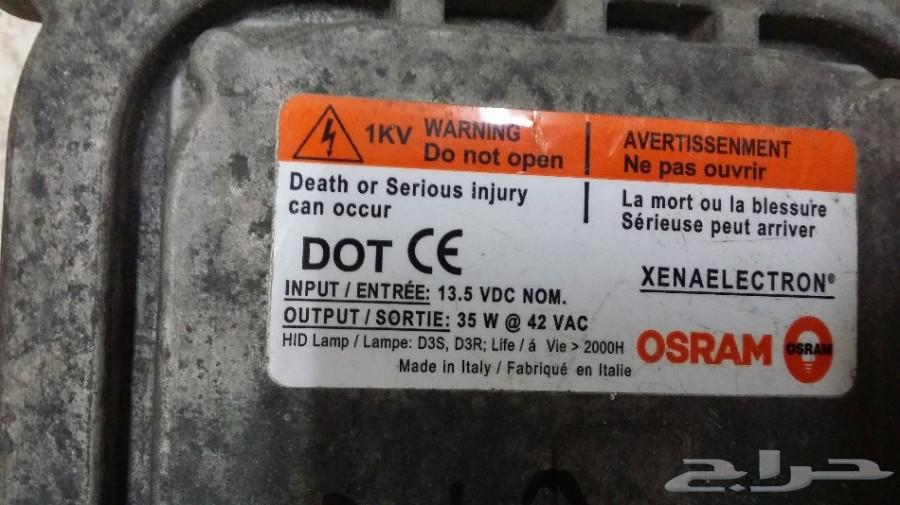 1KV WARNING
Do not open
AVERTISSENMENT
Ne pas ouvrir
Death or Serious injury
can occur
La mort ou la blessure
Sérieuse peut arriver
DOT CE
XENAELECTRON®
INPUT / ENTRÉE: 13.5 VDC NOM.
OUTPUT / SORTIE: 35 W @ 42 VAC
HID Lamp / Lampe: D3S, D3R; Life / á Vie > 2000H
Made in Italy / Fabriqué en Italie
OSRAM OSRAM
حراج